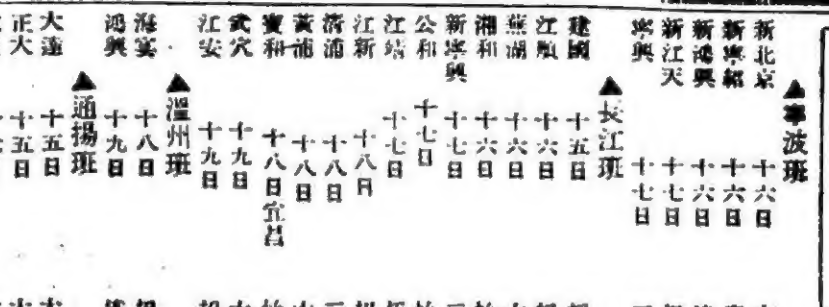 ▲寧波班
新北京 十六日
新寧紹 十六日
新鴻興 十六日
新江天 十七日
寧興 十七日
▲長江班
建國 十五日
江順 十六日
蕪湖 十六日
湘和 十六日
新寧興 十七日
公和 十七日
江靖 十七日
江新 十八日
濟浦 十八日
黃浦 十八日
寶和 十八日宜昌
武穴 十九日
江安 十九日
▲溫州班
海宴 十八日
鴻興 十九日
▲通揚班
大達 十五日
正大 十五日